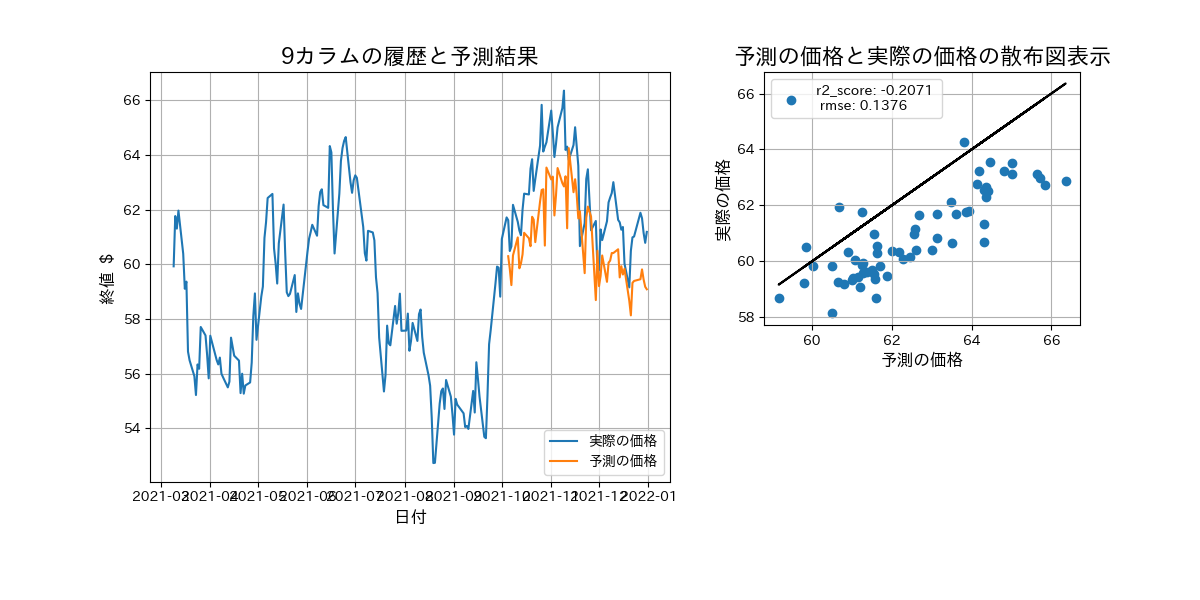 9カラムの履歴と予測結果
終値 $
66
64
62
60
58
56
54
2021-03
2021-04
2021-05
2021-06
2021-07
2021-08
2021-09
2021-10
2021-11
2021-12
2022-01
日付
実際の価格
予測の価格
予測の価格と実際の価格の散布図表示
r2_score: -0.2071
rmse: 0.1376
実際の価格
66
64
62
60
58
60
62
64
66
予測の価格